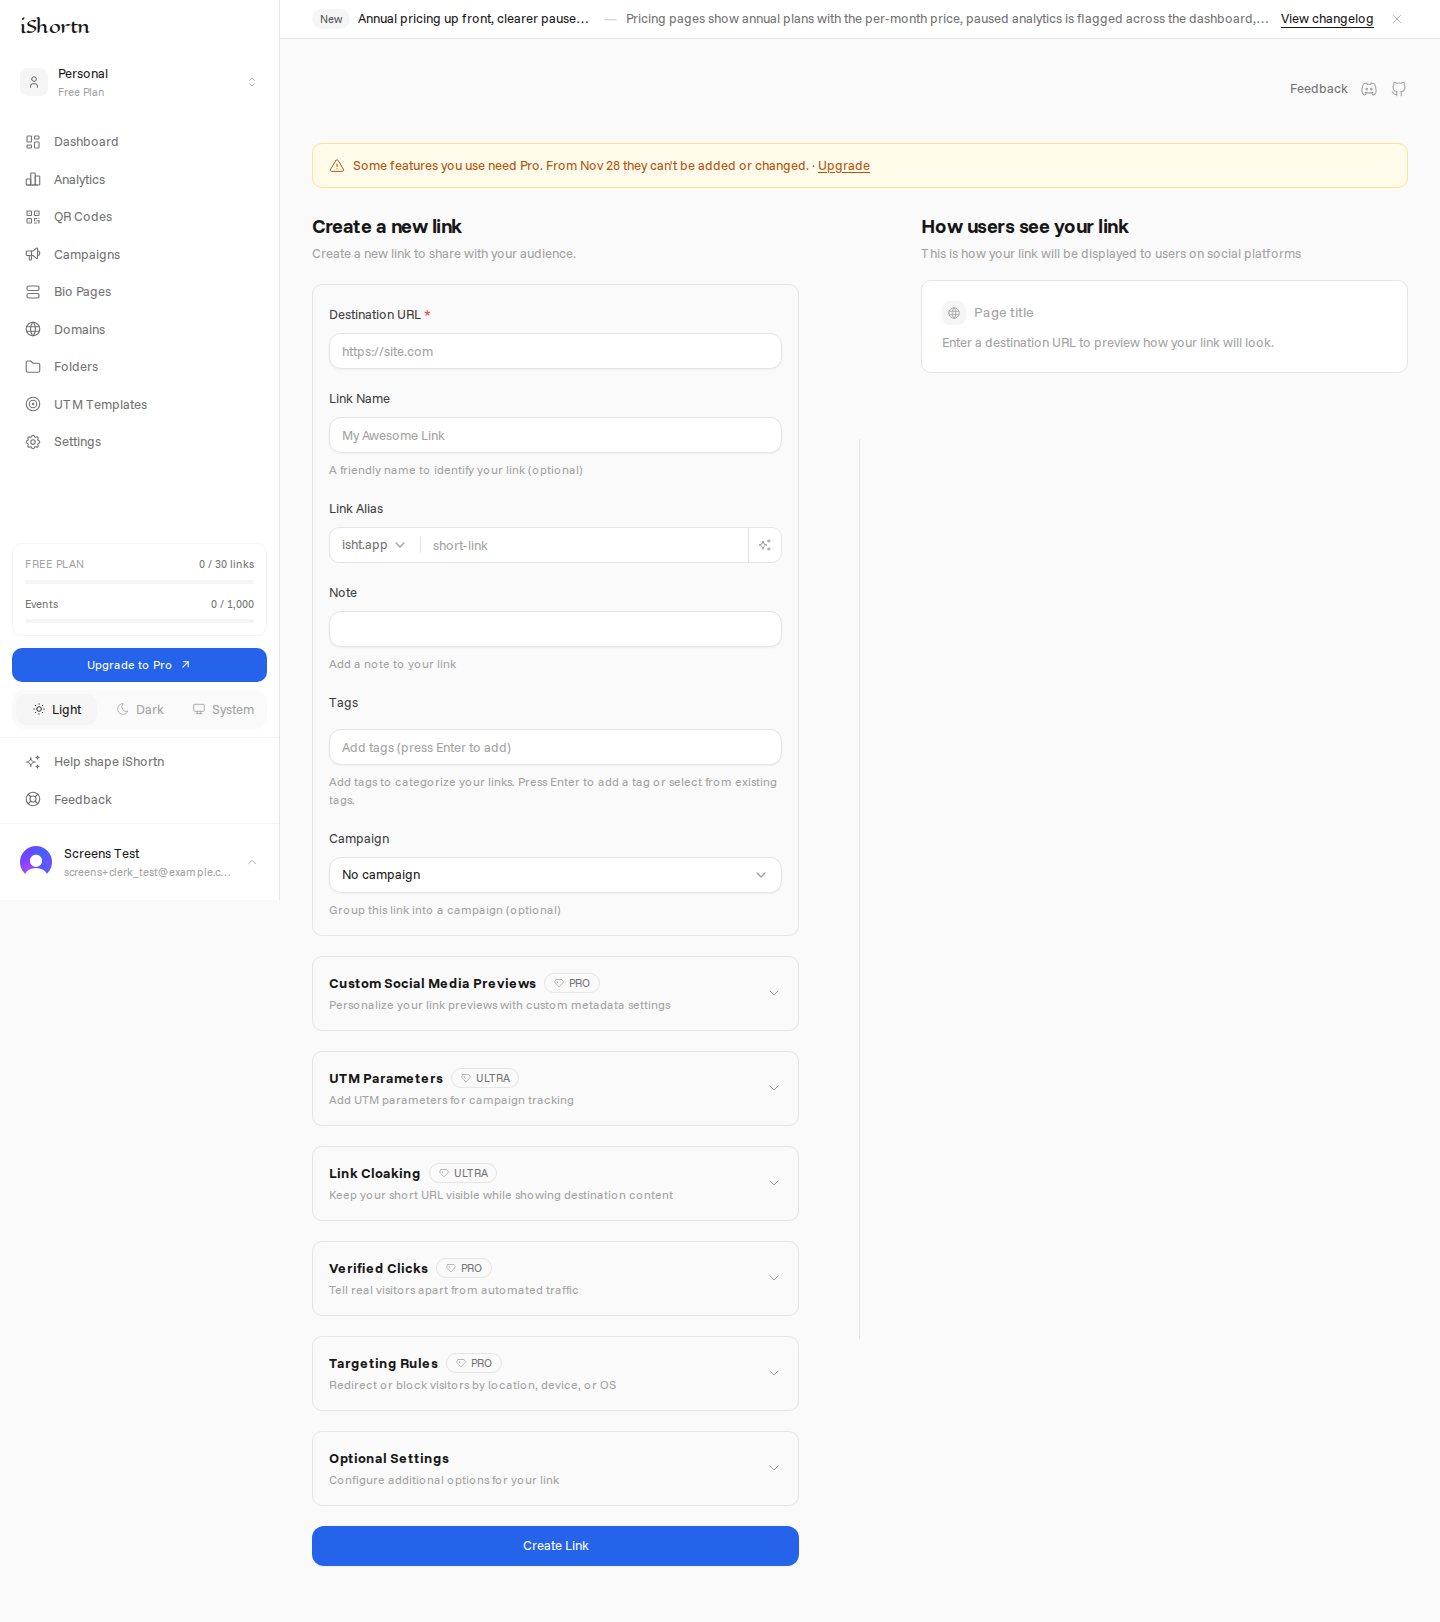 iShortn
Personal
Free Plan
Dashboard
Analytics
QR Codes
Campaigns
Bio Pages
Domains
Folders
UTM Templates
Settings
FREE PLAN 0 / 30 links
Events 0 / 1,000
Upgrade to Pro
Light Dark System
Help shape iShortn
Feedback
Screens Test
screens+clerk_test@example.c...
New Annual pricing up front, clearer pause... — Pricing pages show annual plans with the per-month price, paused analytics is flagged across the dashboard,... View changelog
Feedback
Some features you use need Pro. From Nov 28 they can't be added or changed. · Upgrade
Create a new link
Create a new link to share with your audience.
Destination URL *
https://site.com
Link Name
My Awesome Link
A friendly name to identify your link (optional)
Link Alias
isht.app short-link
Note
Add a note to your link
Tags
Add tags (press Enter to add)
Add tags to categorize your links. Press Enter to add a tag or select from existing
tags.
Campaign
No campaign
Group this link into a campaign (optional)
Custom Social Media Previews PRO
Personalize your link previews with custom metadata settings
UTM Parameters ULTRA
Add UTM parameters for campaign tracking
Link Cloaking ULTRA
Keep your short URL visible while showing destination content
Verified Clicks PRO
Tell real visitors apart from automated traffic
Targeting Rules PRO
Redirect or block visitors by location, device, or OS
Optional Settings
Configure additional options for your link
Create Link
How users see your link
This is how your link will be displayed to users on social platforms
Page title
Enter a destination URL to preview how your link will look.